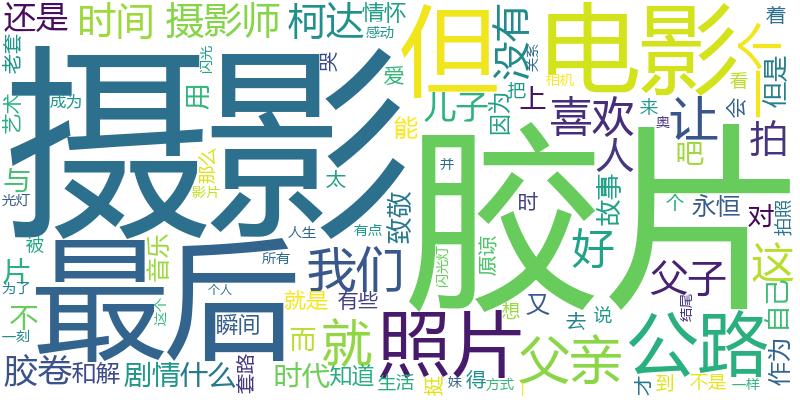 还是 时间 摄影师 柯达 情怀 感动 没有 但 电影 一个 着
老套 闪光 哭 爱 把 关系 相机 看 但是
艺术 成为 用 儿子 因为 上 喜欢 让 来 会
摄影 胶片 能 人 奥 拍
与 那么 太 并 吧
光灯 影片 致敬 时 故事 个 永恒 对 拍照
被 人生 有点 原谅 好
片 音乐 最后 所有 我们 闪光灯 父子 这
为了 这个 个人 想 又 结尾 自己
不 瞬间 就是 有些 去 说
一刻 而 就 照片 公路 作为
胶卷 和解 剧情 什么 套路 时代 知道 生活 挺 妹 得 方式 父亲 才 到 不是 一样